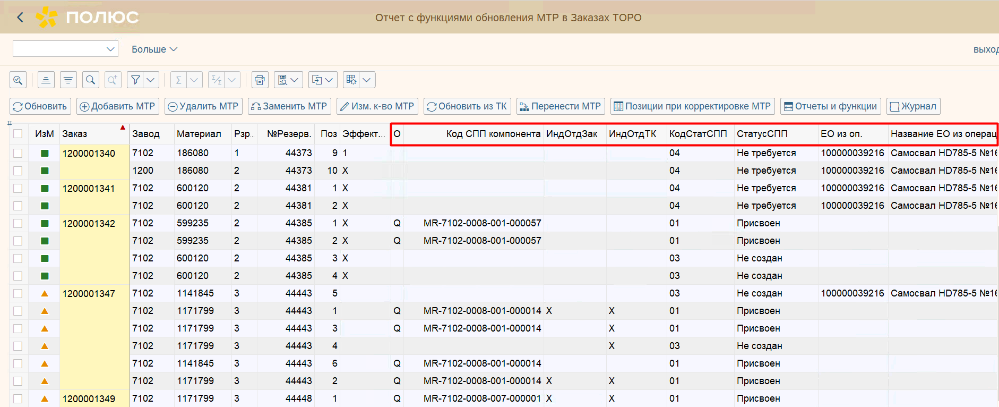 ПОЛЮС
Отчет с функциями обновления МТР в Заказах ТОРО
Больше
выход
Обновить Добавить МТР Удалить МТР Заменить МТР Изм. к-во МТР Обновить из ТК Перенести МТР Позиции при корректировке МТР Отчеты и функции Журнал
ИзМ Заказ Завод Материал Рзр... №Резерв. Поз Эффект.... О Код СПП компонента ИндОтдЗак ИндОтдТК КодСтатСПП СтатусСПП ЕО из оп. Название ЕО из операц
1200001340 7102 186080 1 44373 9 1 04 Не требуется 100000039216 Самосвал HD785-5 №16
1200 186080 2 44373 10 X 04 Не требуется 100000039216 Самосвал HD785-5 №16
1200001341 7102 600120 2 44381 1 X 04 Не требуется 100000039216 Самосвал HD785-5 №16
7102 600120 2 44381 2 X 04 Не требуется 100000039216 Самосвал HD785-5 №16
1200001342 7102 599235 2 44385 1 X Q MR-7102-0008-001-000057 01 Присвоен
7102 599235 2 44385 2 X Q MR-7102-0008-001-000057 01 Присвоен
7102 600120 2 44385 3 X 03 Не создан
7102 600120 2 44385 4 X 03 Не создан
1200001347 7102 1141845 3 44443 5 03 Не создан 100000039216 Самосвал HD785-5 №16
7102 1171799 3 44443 1 Q MR-7102-0008-001-000014 X X 01 Присвоен
7102 1171799 3 44443 3 Q MR-7102-0008-001-000014 X 01 Присвоен
7102 1171799 3 44443 4 X 03 Не создан
7102 1141845 3 44443 6 Q MR-7102-0008-001-000014 01 Присвоен
7102 1171799 3 44443 2 Q MR-7102-0008-001-000014 X X 01 Присвоен
1200001349 7102 1171799 3 44448 1 Q MR-7102-0008-007-000001 X X 01 Присвоен